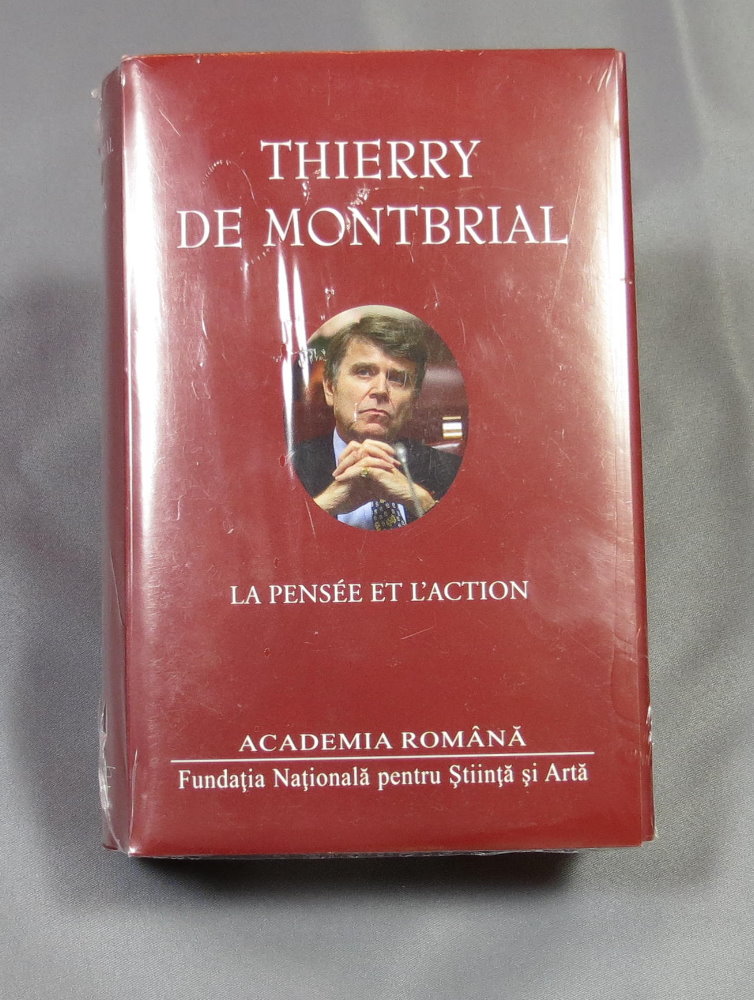 THIERRY
DE MONTBRIAL
LA PENSÉE ET L'ACTION
ACADEMIA ROMÂNĂ
Fundaţia Naţională pentru Ştiinţă şi Artă